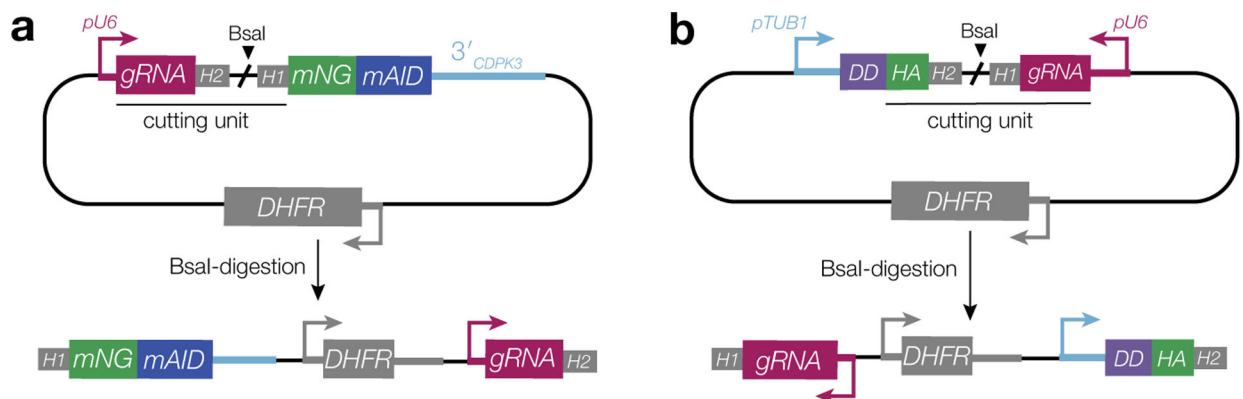 a
pU6
BsaI
gRNA H2 H1 mNG mAID 3′ CDPK3
cutting unit
DHFR
BsaI-digestion
H1 mNG mAID DHFR gRNA H2
b
pTUB1
BsaI
pU6
DD HA H2 H1 gRNA
cutting unit
DHFR
BsaI-digestion
H1 gRNA DHFR DD HA H2